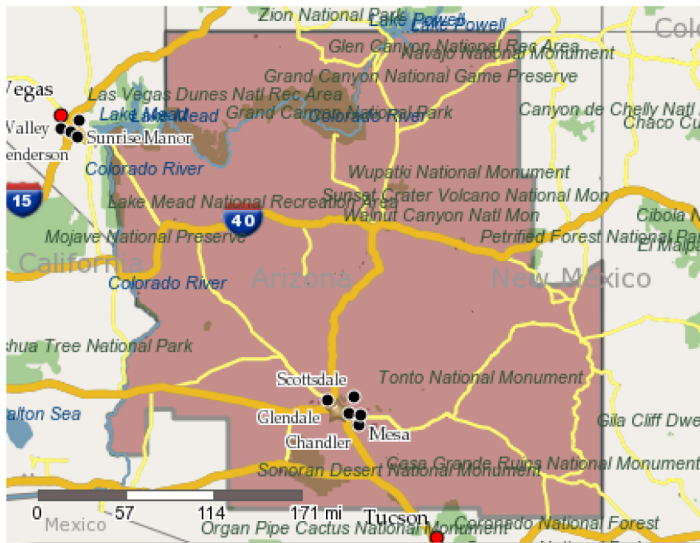 Zion National Park
Lake Powell
Lake Powell
Glen Canyon National Rec Area
Navajo National Monument
Grand Canyon National Game Preserve
Vegas
Las Vegas Dunes Natl Rec Area
Lake Mead
Lake Mead
Grand Canyon National Park
Colorado River
Canyon de Chelly Natl
Chaco Cu
Valley
Sunrise Manor
enderson
Colorado River
Wupatki National Monument
15
Lake Mead National Recreation Area
Sunset Crater Volcano National Mon
40
Walnut Canyon Natl Mon
Cibola N
Mojave National Preserve
Petrified Forest National Pa
El Malpa
California
Arizona
New Mexico
Colorado River
shua Tree National Park
Scottsdale
Tonto National Monument
alton Sea
Glendale
Gila Cliff Dwe
Chandler
Mesa
Casa Grande Ruins National Monument
Sonoran Desert National Monument
0 57 114 171 mi
Mexico
Tucson
Organ Pipe Cactus National Monument
Coronado National Forest
Colo